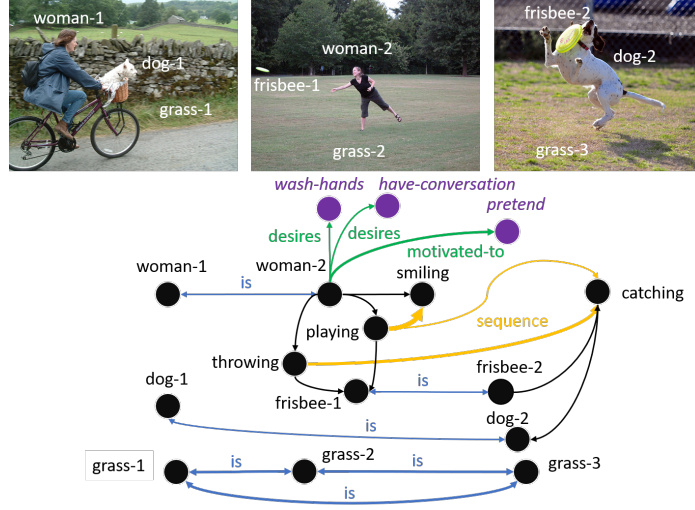 woman-1
dog-1
grass-1
woman-2
frisbee-1
grass-2
frisbee-2
dog-2
grass-3
wash-hands
have-conversation
pretend
desires
desires
motivated-to
woman-1
woman-2
smiling
is
catching
playing
sequence
throwing
dog-1
frisbee-1
is
frisbee-2
is
dog-2
grass-1
is
grass-2
is
grass-3
is